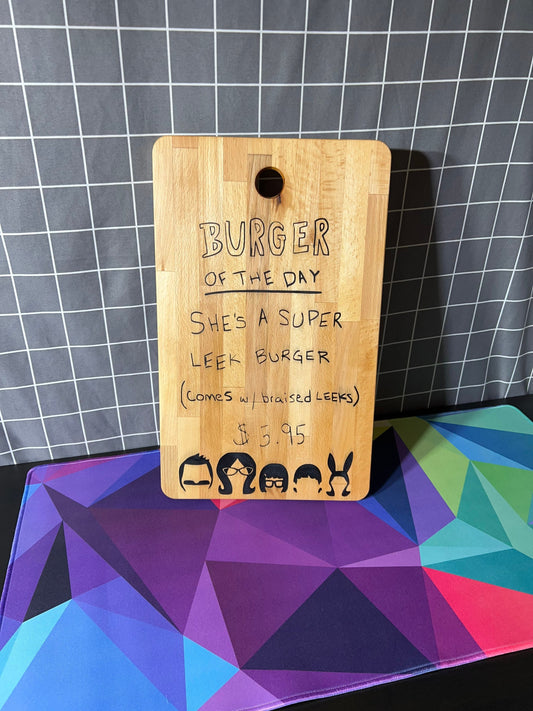 BURGER
OF THE DAY
SHE'S A SUPER
LEEK BURGER
(Comes w/ braised LEEKS)
$5.95